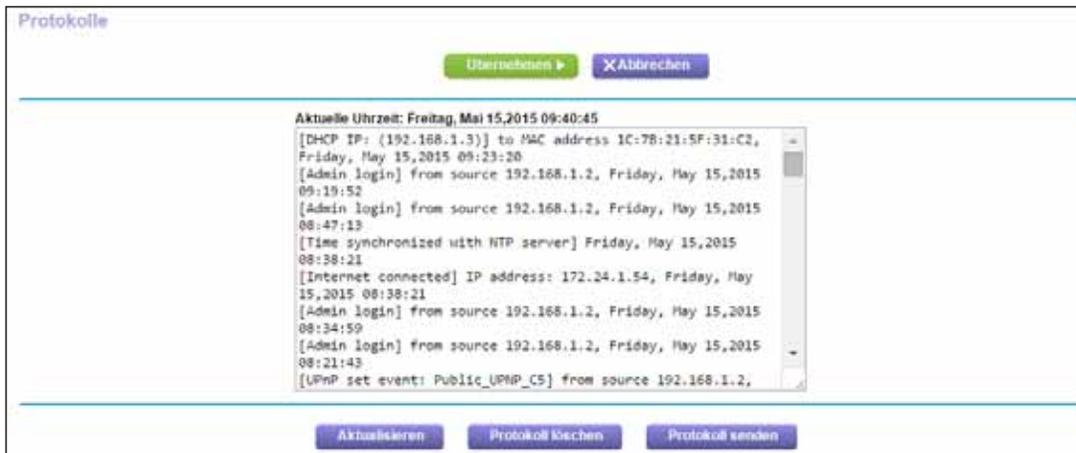 Protokolle
Übernehmen
Abbrechen
Aktuelle Uhrzeit: Freitag, Mai 15,2015 09:40:45
[DHCP IP: (192.168.1.3)] to MAC address 1C:7B:21:5F:31:C2,
Friday, May 15,2015 09:23:20
[Admin login] from source 192.168.1.2, Friday, May 15,2015
09:19:52
[Admin login] from source 192.168.1.2, Friday, May 15,2015
08:47:13
[Time synchronized with NTP server] Friday, May 15,2015
08:38:21
[Internet connected] IP address: 172.24.1.54, Friday, May
15,2015 08:38:21
[Admin login] from source 192.168.1.2, Friday, May 15,2015
08:34:59
[Admin login] from source 192.168.1.2, Friday, May 15,2015
08:21:43
[UPnP set event: Public_UPNP_C5] from source 192.168.1.2,
Aktualisieren
Protokoll löschen
Protokoll senden